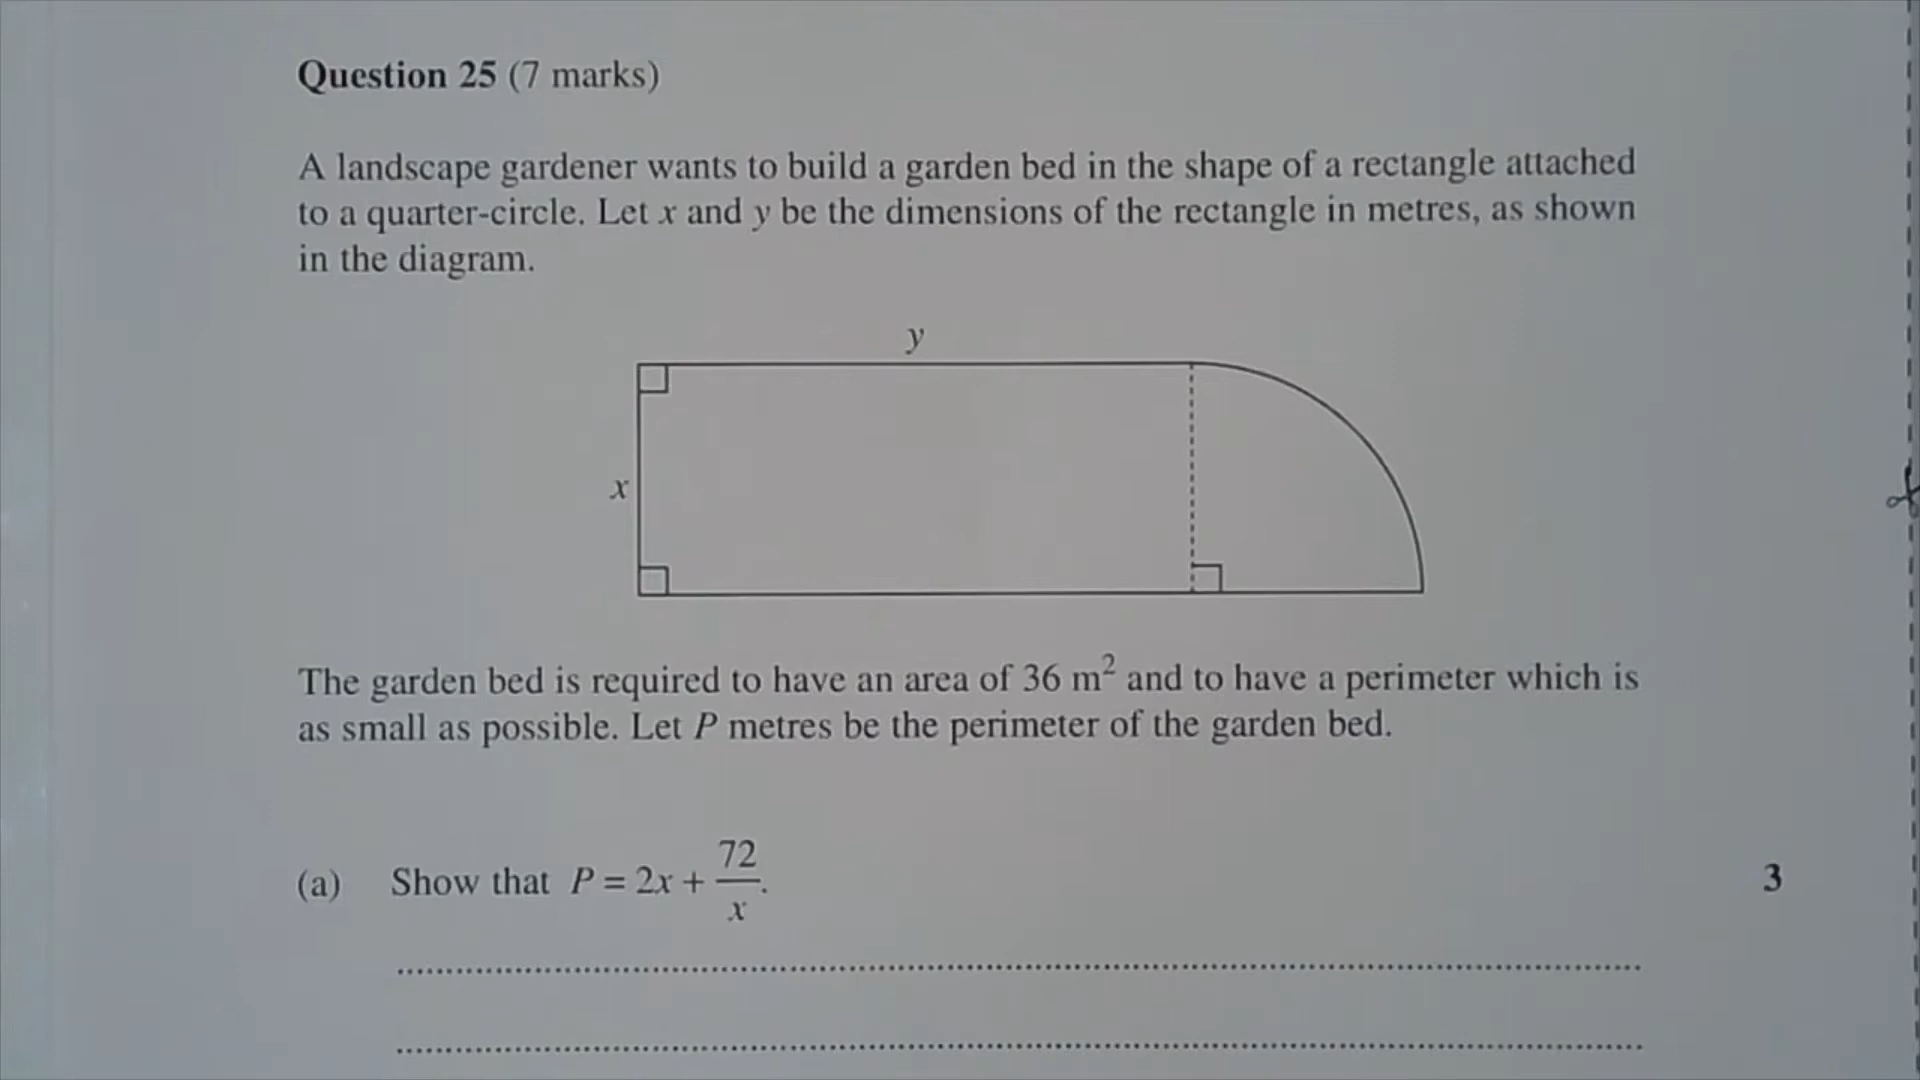 Question 25 (7 marks)
A landscape gardener wants to build a garden bed in the shape of a rectangle attached
to a quarter-circle. Let x and y be the dimensions of the rectangle in metres, as shown
in the diagram.
y
x
The garden bed is required to have an area of 36 m² and to have a perimeter which is
as small as possible. Let P metres be the perimeter of the garden bed.
(a) Show that P = 2x + 72/x. 3